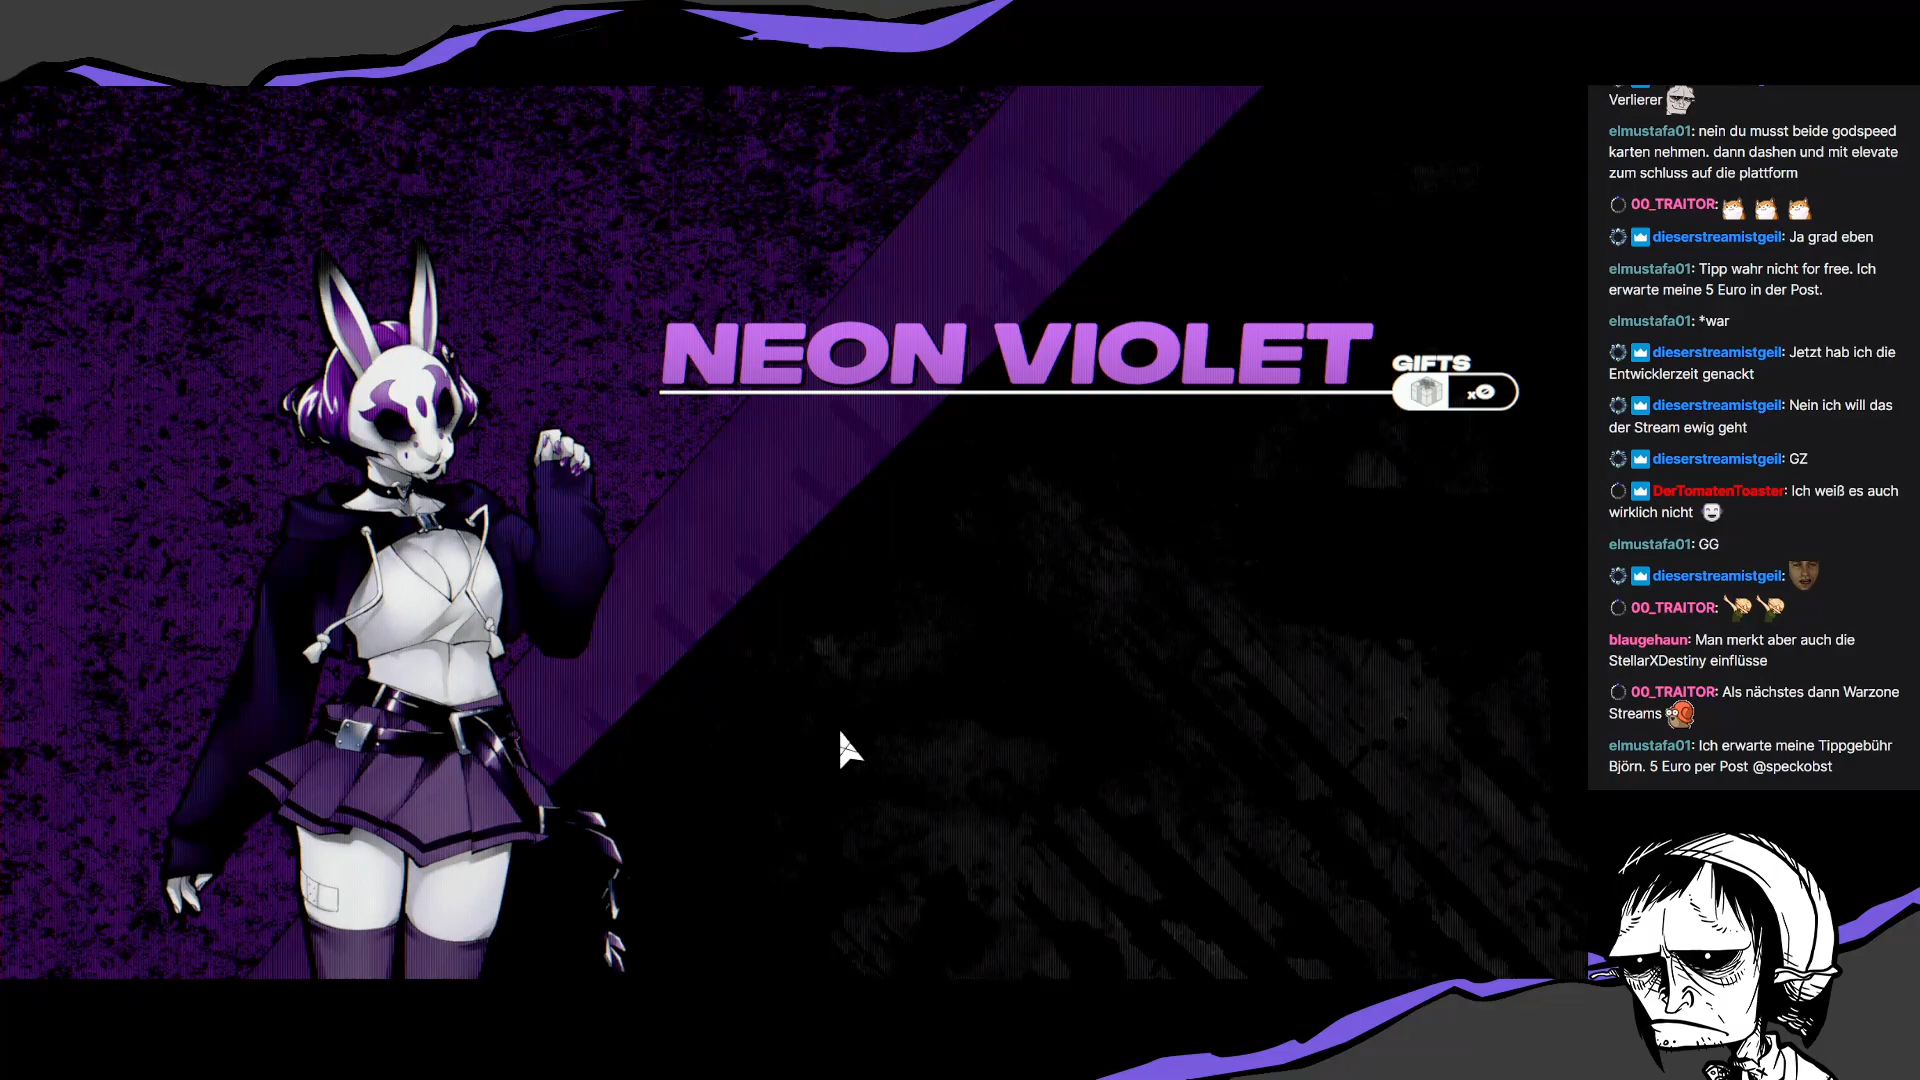 NEON VIOLET
GIFTS
x0
Verlierer
elmustafa01: nein du musst beide godspeed
karten nehmen. dann dashen und mit elevate
zum schluss auf die plattform
00_TRAITOR:
dieserstreamistgeil: Ja grad eben
elmustafa01: Tipp wahr nicht for free. Ich
erwarte meine 5 Euro in der Post.
elmustafa01: *war
dieserstreamistgeil: Jetzt hab ich die
Entwicklerzeit genackt
dieserstreamistgeil: Nein ich will das
der Stream ewig geht
dieserstreamistgeil: GZ
DerTomatenToaster: Ich weiß es auch
wirklich nicht
elmustafa01: GG
dieserstreamistgeil:
00_TRAITOR:
blaugehaun: Man merkt aber auch die
StellarXDestiny einflüsse
00_TRAITOR: Als nächstes dann Warzone
Streams
elmustafa01: Ich erwarte meine Tippgebühr
Björn. 5 Euro per Post @speckobst